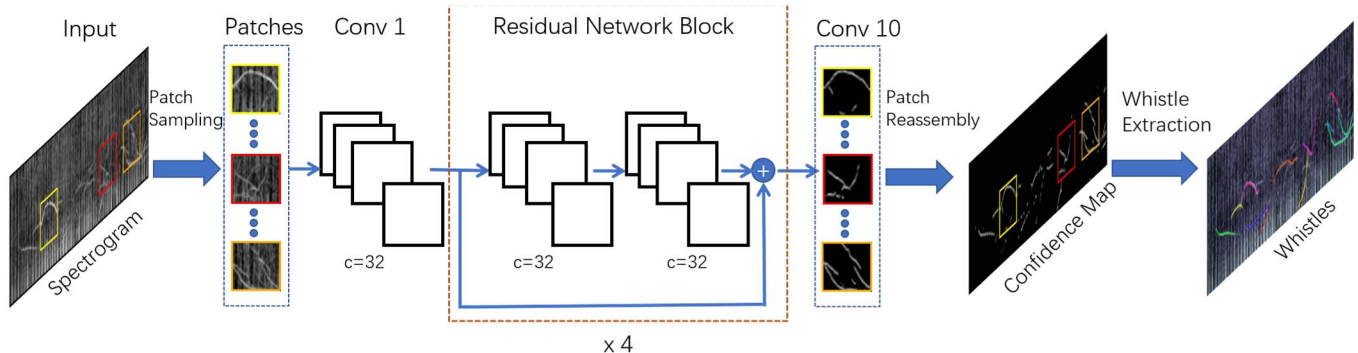 Input
Patches
Conv 1
Residual Network Block
Conv 10
Patch
Sampling
Patch
Reassembly
Whistle
Extraction
Spectrogram
c=32
c=32
c=32
+
Confidence Map
Whistles
x 4